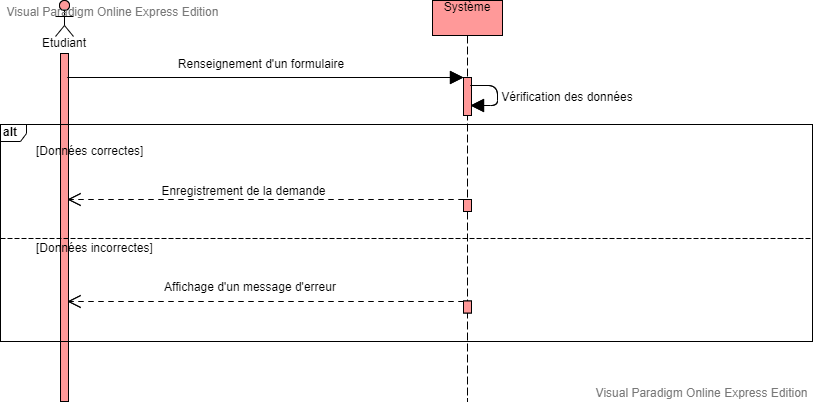 Visual Paradigm Online Express Edition
Système
Etudiant
Renseignement d'un formulaire
Vérification des données
alt
[Données correctes]
Enregistrement de la demande
[Données incorrectes]
Affichage d'un message d'erreur
Visual Paradigm Online Express Edition